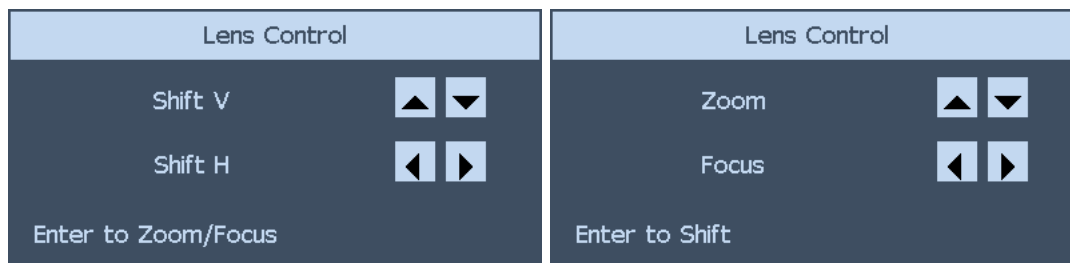 Lens Control
Shift V
Shift H
Enter to Zoom/Focus
Lens Control
Zoom
Focus
Enter to Shift